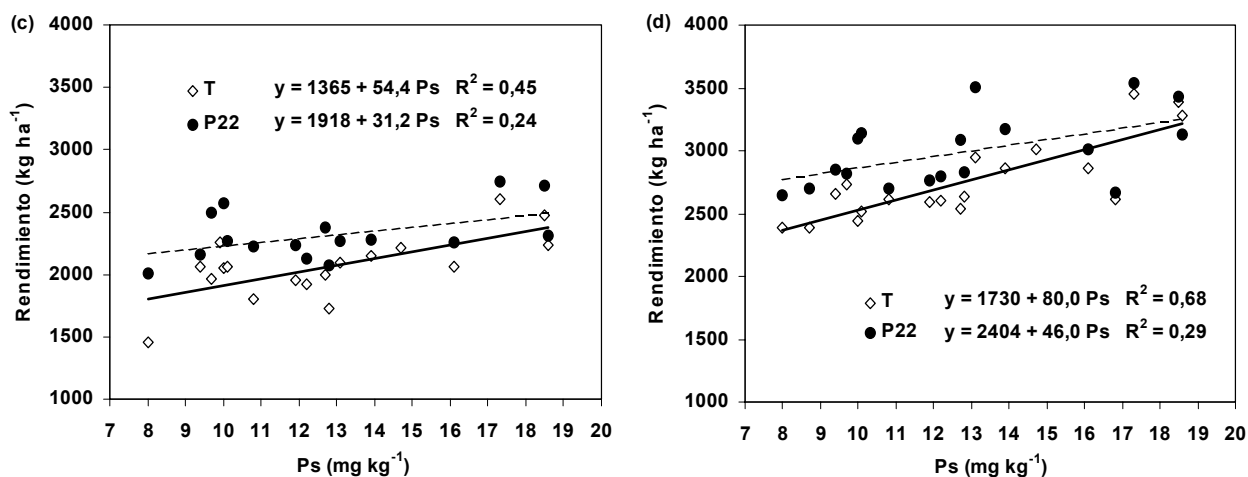 (c)
Rendimiento (kg ha⁻¹)
4000
3500
3000
2500
2000
1500
1000
T y = 1365 + 54,4 Ps R² = 0,45
P22 y = 1918 + 31,2 Ps R² = 0,24
7 8 9 10 11 12 13 14 15 16 17 18 19 20
Ps (mg kg⁻¹)
(d)
Rendimiento (kg ha⁻¹)
4000
3500
3000
2500
2000
1500
1000
T y = 1730 + 80,0 Ps R² = 0,68
P22 y = 2404 + 46,0 Ps R² = 0,29
7 8 9 10 11 12 13 14 15 16 17 18 19 20
Ps (mg kg⁻¹)